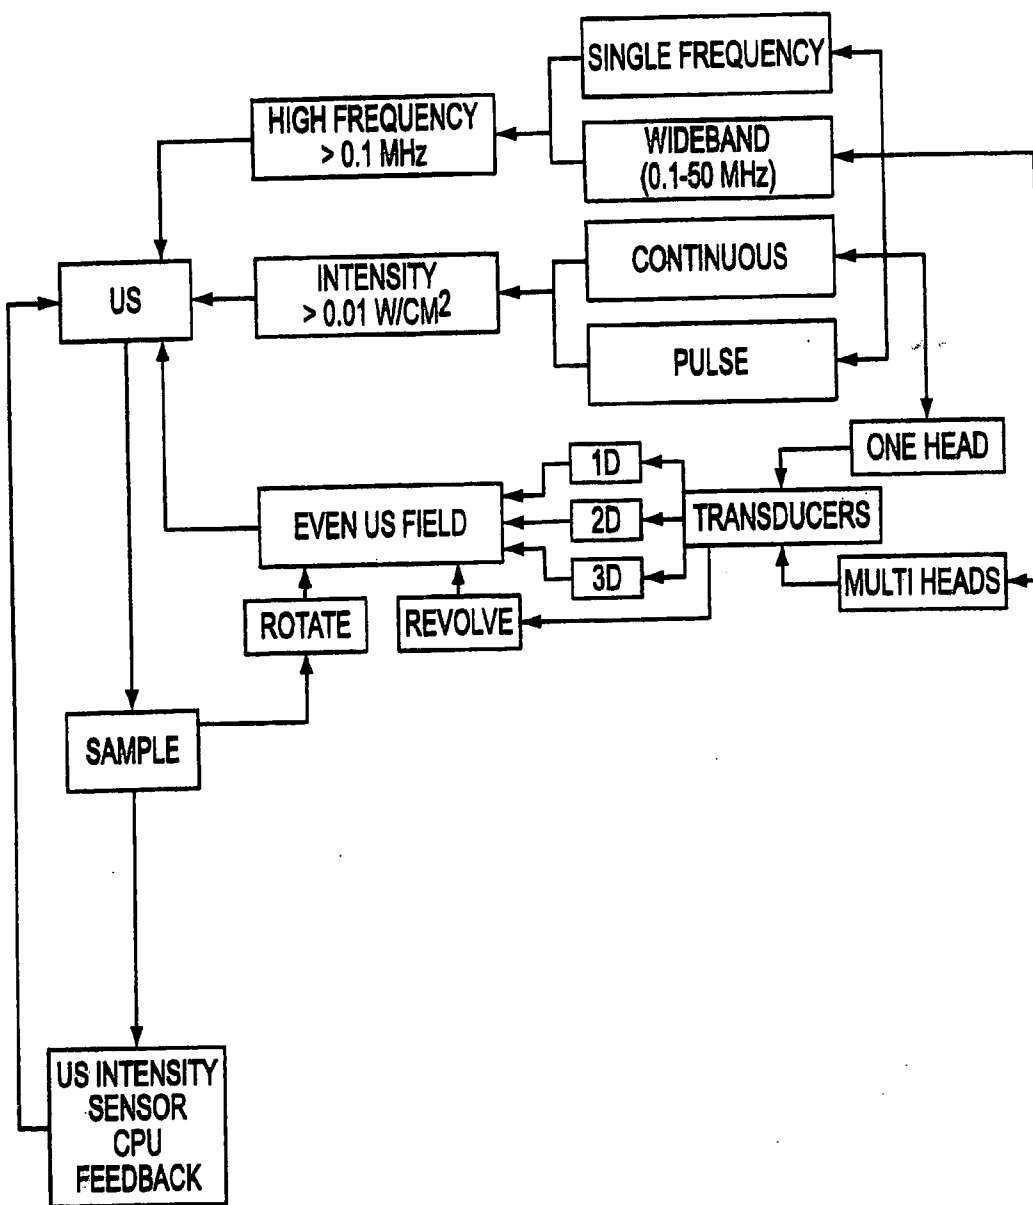 SINGLE FREQUENCY
HIGH FREQUENCY
> 0.1 MHz
WIDEBAND
(0.1-50 MHz)
CONTINUOUS
US
INTENSITY
> 0.01 W/CM²
PULSE
ONE HEAD
1D
EVEN US FIELD
2D
TRANSDUCERS
3D
MULTI HEADS
ROTATE
REVOLVE
SAMPLE
US INTENSITY
SENSOR
CPU
FEEDBACK